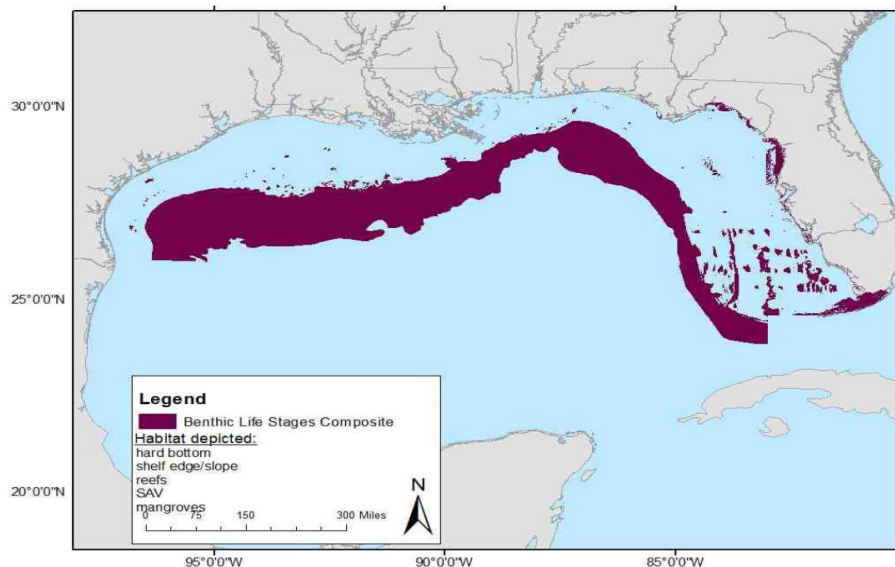 30°0'0"N
25°0'0"N
20°0'0"N
Legend
Benthic Life Stages Composite
Habitat depicted:
hard bottom
shelf edge/slope
reefs
SAV
mangroves
0 75 150 300 Miles
N
95°0'0"W 90°0'0"W 85°0'0"W